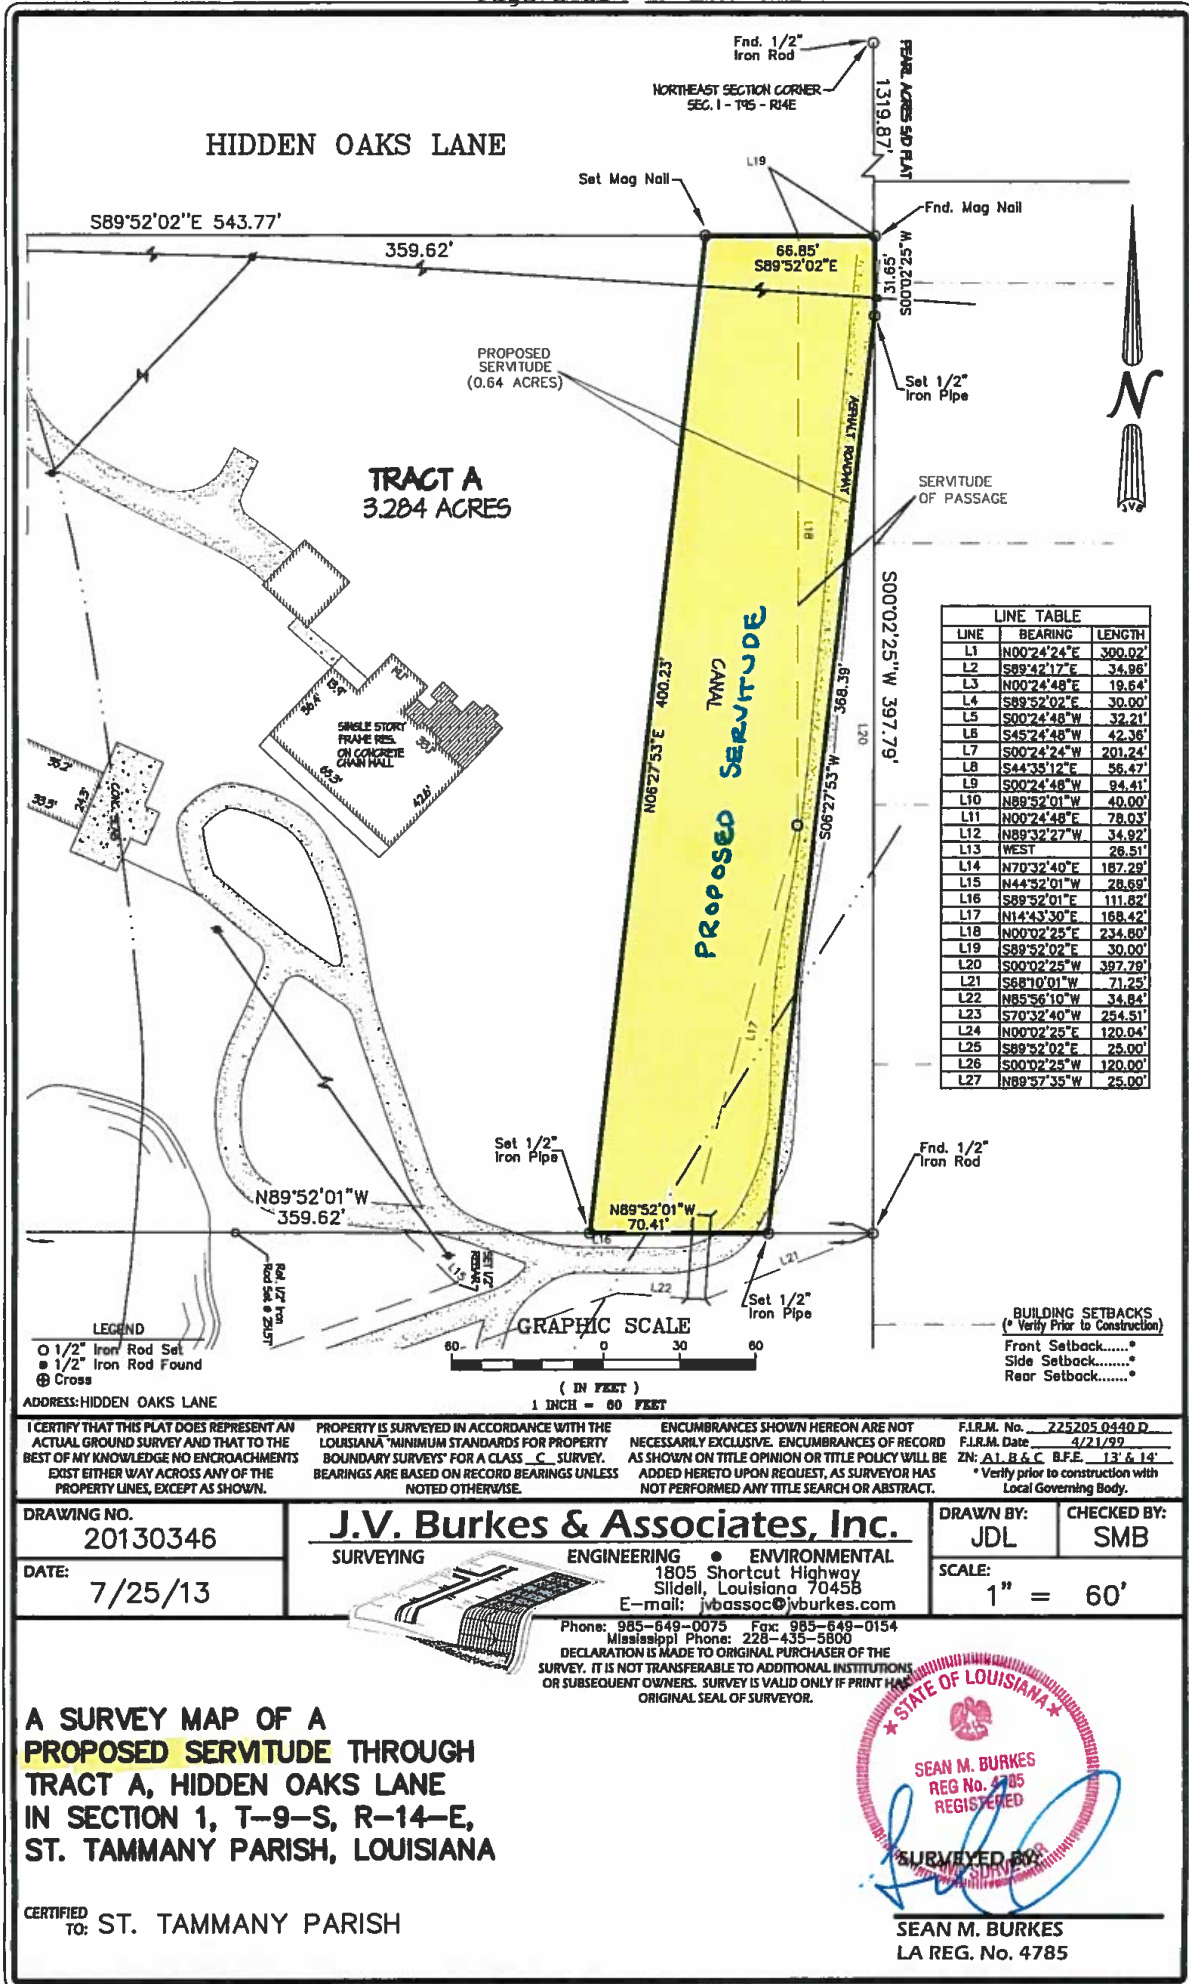 Fnd. 1/2"
Iron Rod
NORTHEAST SECTION CORNER
SEC. 1 - T9S - R14E
PEARL ACRES S/D PLAT
1319.87'
HIDDEN OAKS LANE
L19
Set Mag Nail
Fnd. Mag Nail
S89°52'02"E 543.77'
359.62'
66.85'
S89°52'02"E
31.65'
S00°02'25"W
PROPOSED
SERVITUDE
(0.64 ACRES)
Set 1/2"
Iron Pipe
N
JVB
ASPHALT ROADWAY
TRACT A
3.284 ACRES
SERVITUDE
OF PASSAGE
L18
S00°02'25"W 397.79'
L20
N06°27'53"E 400.23'
CANAL
PROPOSED SERVITUDE
S06°27'53"W 368.39'
SINGLE STORY
FRAME RES.
ON CONCRETE
CHAIN WALL
65.3'
42.8'
24.3'
CONC. SLAB
L17
LINE TABLE
LINE BEARING LENGTH
L1 N00°24'24"E 300.02'
L2 S89°42'17"E 34.96'
L3 N00°24'48"E 19.64'
L4 S89°52'02"E 30.00'
L5 S00°24'48"W 32.21'
L6 S45°24'48"W 42.36'
L7 S00°24'24"W 201.24'
L8 S44°35'12"E 56.47'
L9 S00°24'48"W 94.41'
L10 N89°52'01"W 40.00'
L11 N00°24'48"E 78.03'
L12 N89°32'27"W 34.92'
L13 WEST 26.51'
L14 N70°32'40"E 187.29'
L15 N44°52'01"W 28.69'
L16 S89°52'01"E 111.82'
L17 N14°43'30"E 168.42'
L18 N00°02'25"E 234.80'
L19 S89°52'02"E 30.00'
L20 S00°02'25"W 397.79'
L21 S68°10'01"W 71.25'
L22 N85°56'10"W 34.84'
L23 S70°32'40"W 254.51'
L24 N00°02'25"E 120.04'
L25 S89°52'02"E 25.00'
L26 S00°02'25"W 120.00'
L27 N89°57'35"W 25.00'
Set 1/2"
Iron Pipe
Fnd. 1/2"
Iron Rod
N89°52'01"W
359.62'
N89°52'01"W
70.41'
L16
L15
SET 1/2"
REBAR
L21
L22
Set 1/2"
Iron Pipe
GRAPHIC SCALE
60 0 30 60
( IN FEET )
1 INCH = 60 FEET
LEGEND
1/2" Iron Rod Set
1/2" Iron Rod Found
Cross
ADDRESS: HIDDEN OAKS LANE
BUILDING SETBACKS
(* Verify Prior to Construction)
Front Setback......*
Side Setback........*
Rear Setback.......*
I CERTIFY THAT THIS PLAT DOES REPRESENT AN
ACTUAL GROUND SURVEY AND THAT TO THE
BEST OF MY KNOWLEDGE NO ENCROACHMENTS
EXIST EITHER WAY ACROSS ANY OF THE
PROPERTY LINES, EXCEPT AS SHOWN.
PROPERTY IS SURVEYED IN ACCORDANCE WITH THE
LOUISIANA "MINIMUM STANDARDS FOR PROPERTY
BOUNDARY SURVEYS" FOR A CLASS C SURVEY.
BEARINGS ARE BASED ON RECORD BEARINGS UNLESS
NOTED OTHERWISE.
ENCUMBRANCES SHOWN HEREON ARE NOT
NECESSARILY EXCLUSIVE. ENCUMBRANCES OF RECORD
AS SHOWN ON TITLE OPINION OR TITLE POLICY WILL BE
ADDED HERETO UPON REQUEST, AS SURVEYOR HAS
NOT PERFORMED ANY TITLE SEARCH OR ABSTRACT.
F.I.R.M. No. 225205 0440 D
F.I.R.M. Date 4/21/99
ZN: A1, B & C B.F.E. 13' & 14'
* Verify prior to construction with
Local Governing Body.
DRAWING NO.
20130346
DATE:
7/25/13
J.V. Burkes & Associates, Inc.
SURVEYING ENGINEERING ● ENVIRONMENTAL
1805 Shortcut Highway
Slidell, Louisiana 70458
E-mail: jvbassoc@jvburkes.com
Phone: 985-649-0075 Fax: 985-649-0154
Mississippi Phone: 228-435-5800
DRAWN BY:
JDL
CHECKED BY:
SMB
SCALE:
1" = 60'
DECLARATION IS MADE TO ORIGINAL PURCHASER OF THE
SURVEY. IT IS NOT TRANSFERABLE TO ADDITIONAL INSTITUTIONS
OR SUBSEQUENT OWNERS. SURVEY IS VALID ONLY IF PRINT HAS
ORIGINAL SEAL OF SURVEYOR.
A SURVEY MAP OF A
PROPOSED SERVITUDE THROUGH
TRACT A, HIDDEN OAKS LANE
IN SECTION 1, T-9-S, R-14-E,
ST. TAMMANY PARISH, LOUISIANA
CERTIFIED
TO: ST. TAMMANY PARISH
STATE OF LOUISIANA
SEAN M. BURKES
REG No. 4785
REGISTERED
LAND SURVEYOR
SURVEYED BY:
SEAN M. BURKES
LA REG. No. 4785